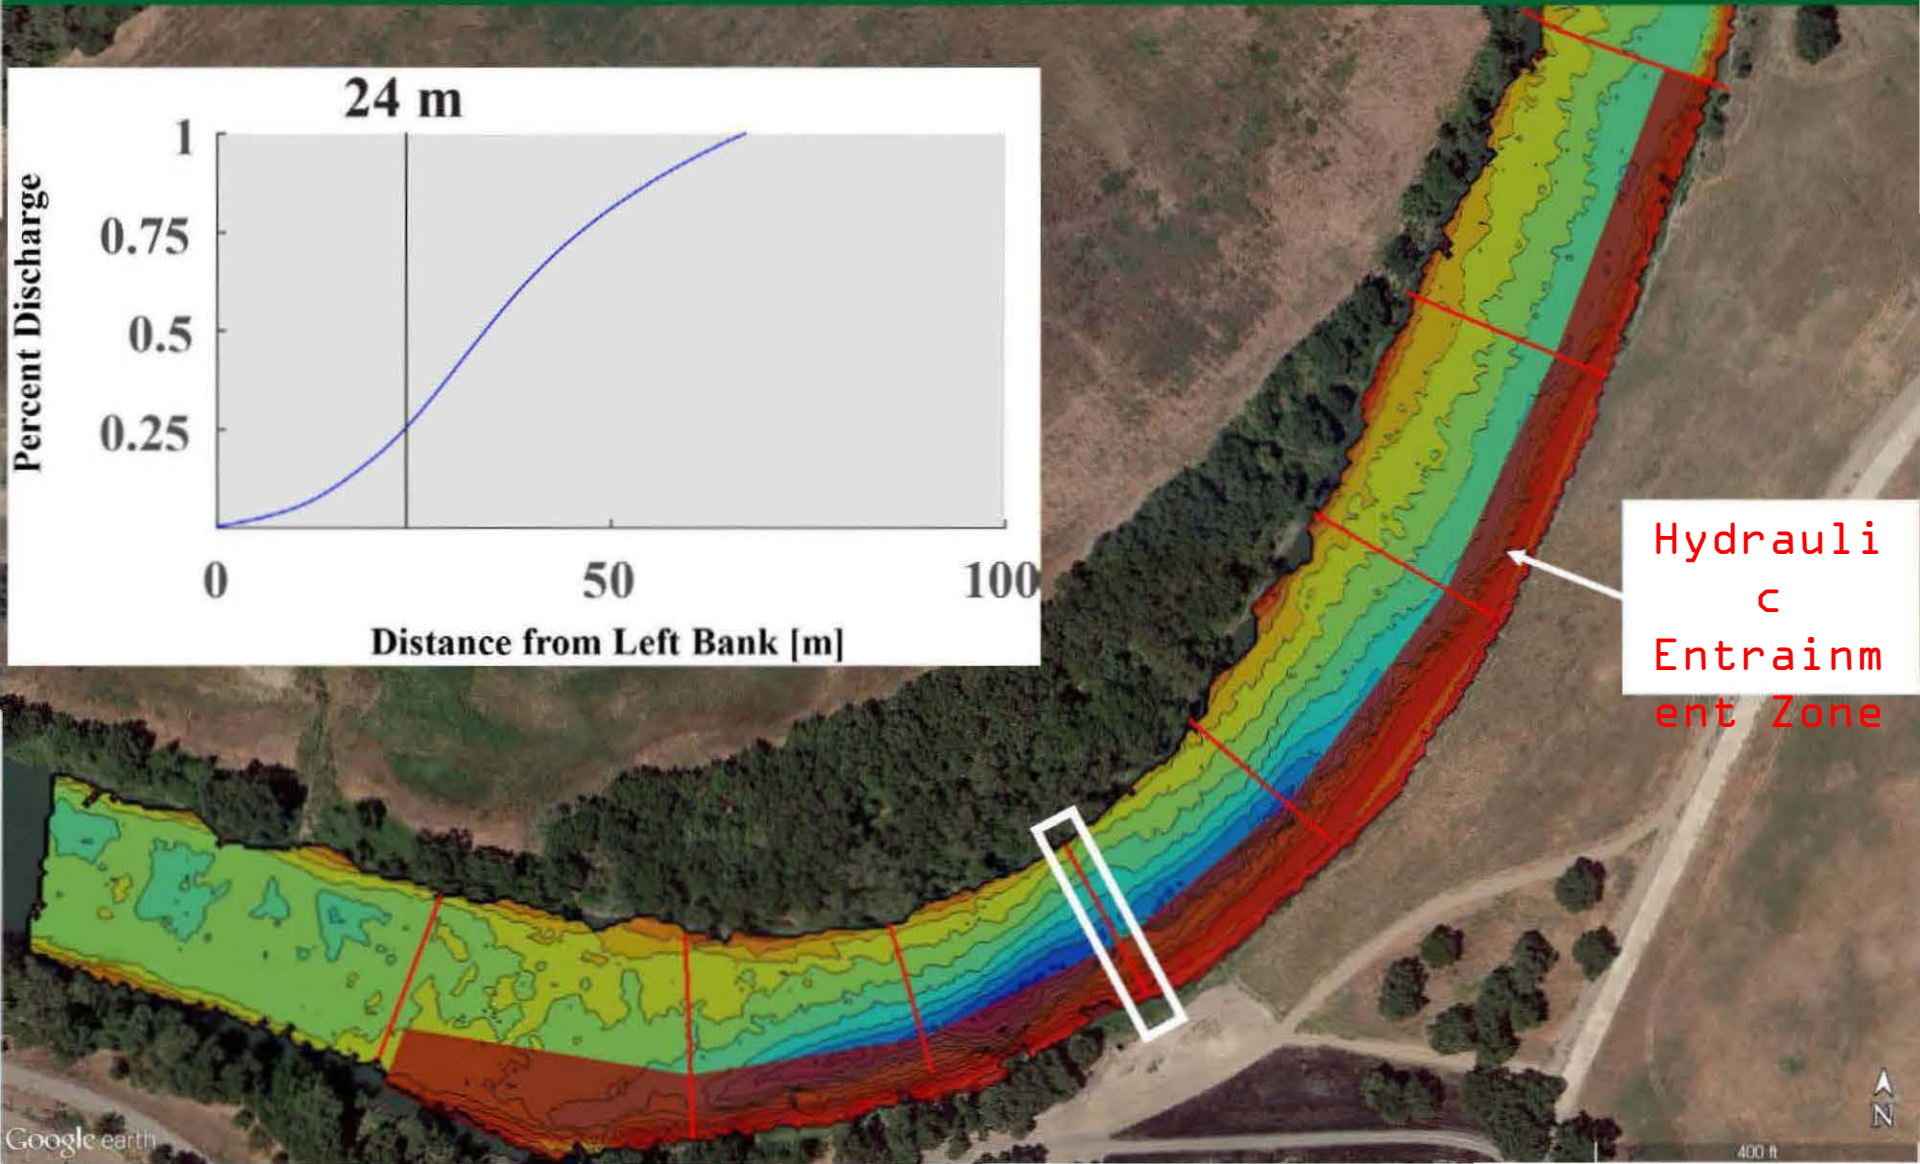 24 m
1
0.75
0.5
0.25
Percent Discharge
0
50
100
Distance from Left Bank [m]
Hydrauli
c
Entrainm
ent Zone
N
400 ft
Google earth